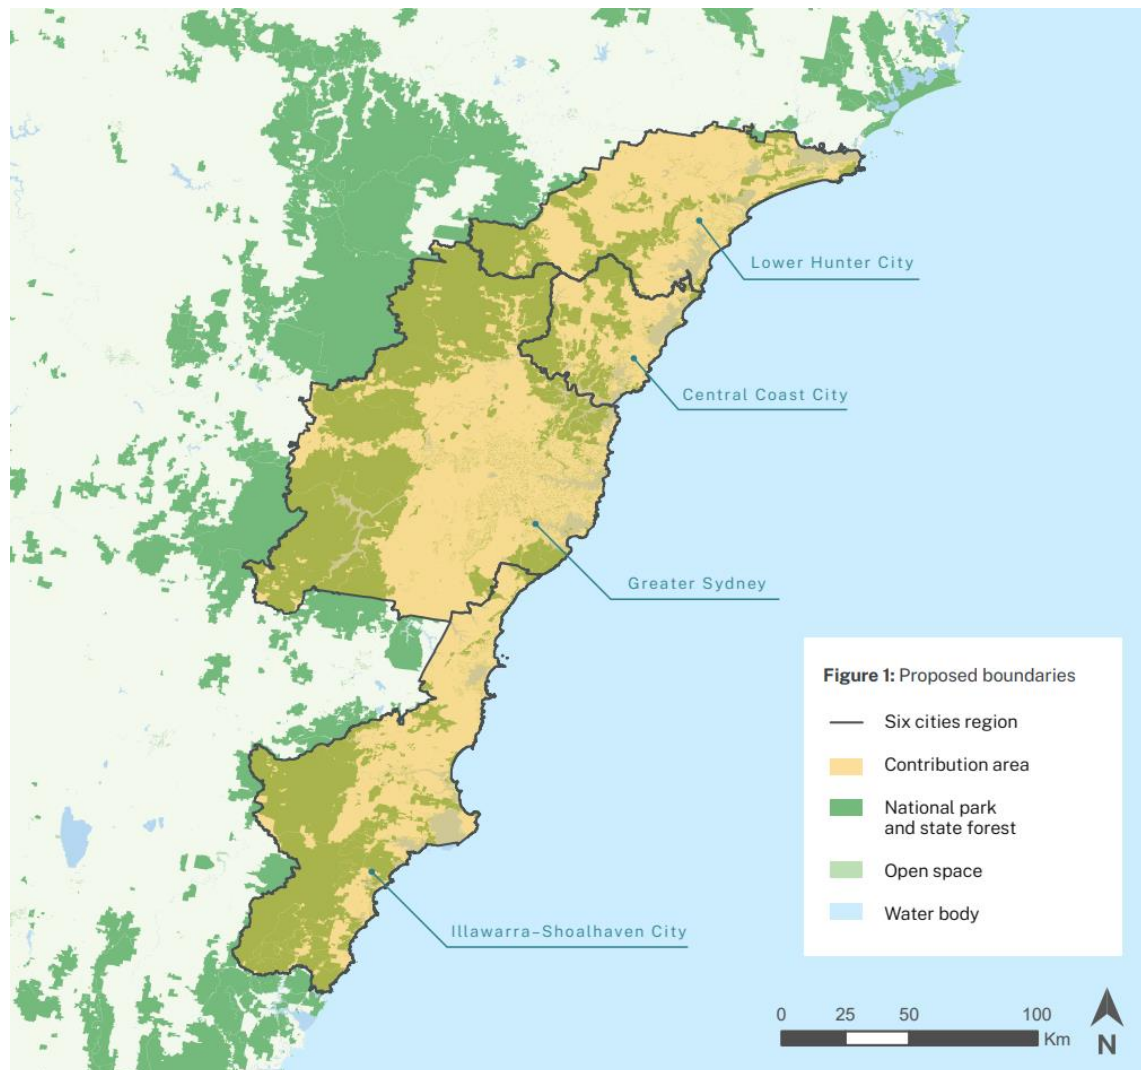 Lower Hunter City
Central Coast City
Greater Sydney
Illawarra–Shoalhaven City
Figure 1: Proposed boundaries
Six cities region
Contribution area
National park
and state forest
Open space
Water body
0 25 50 100
Km
N